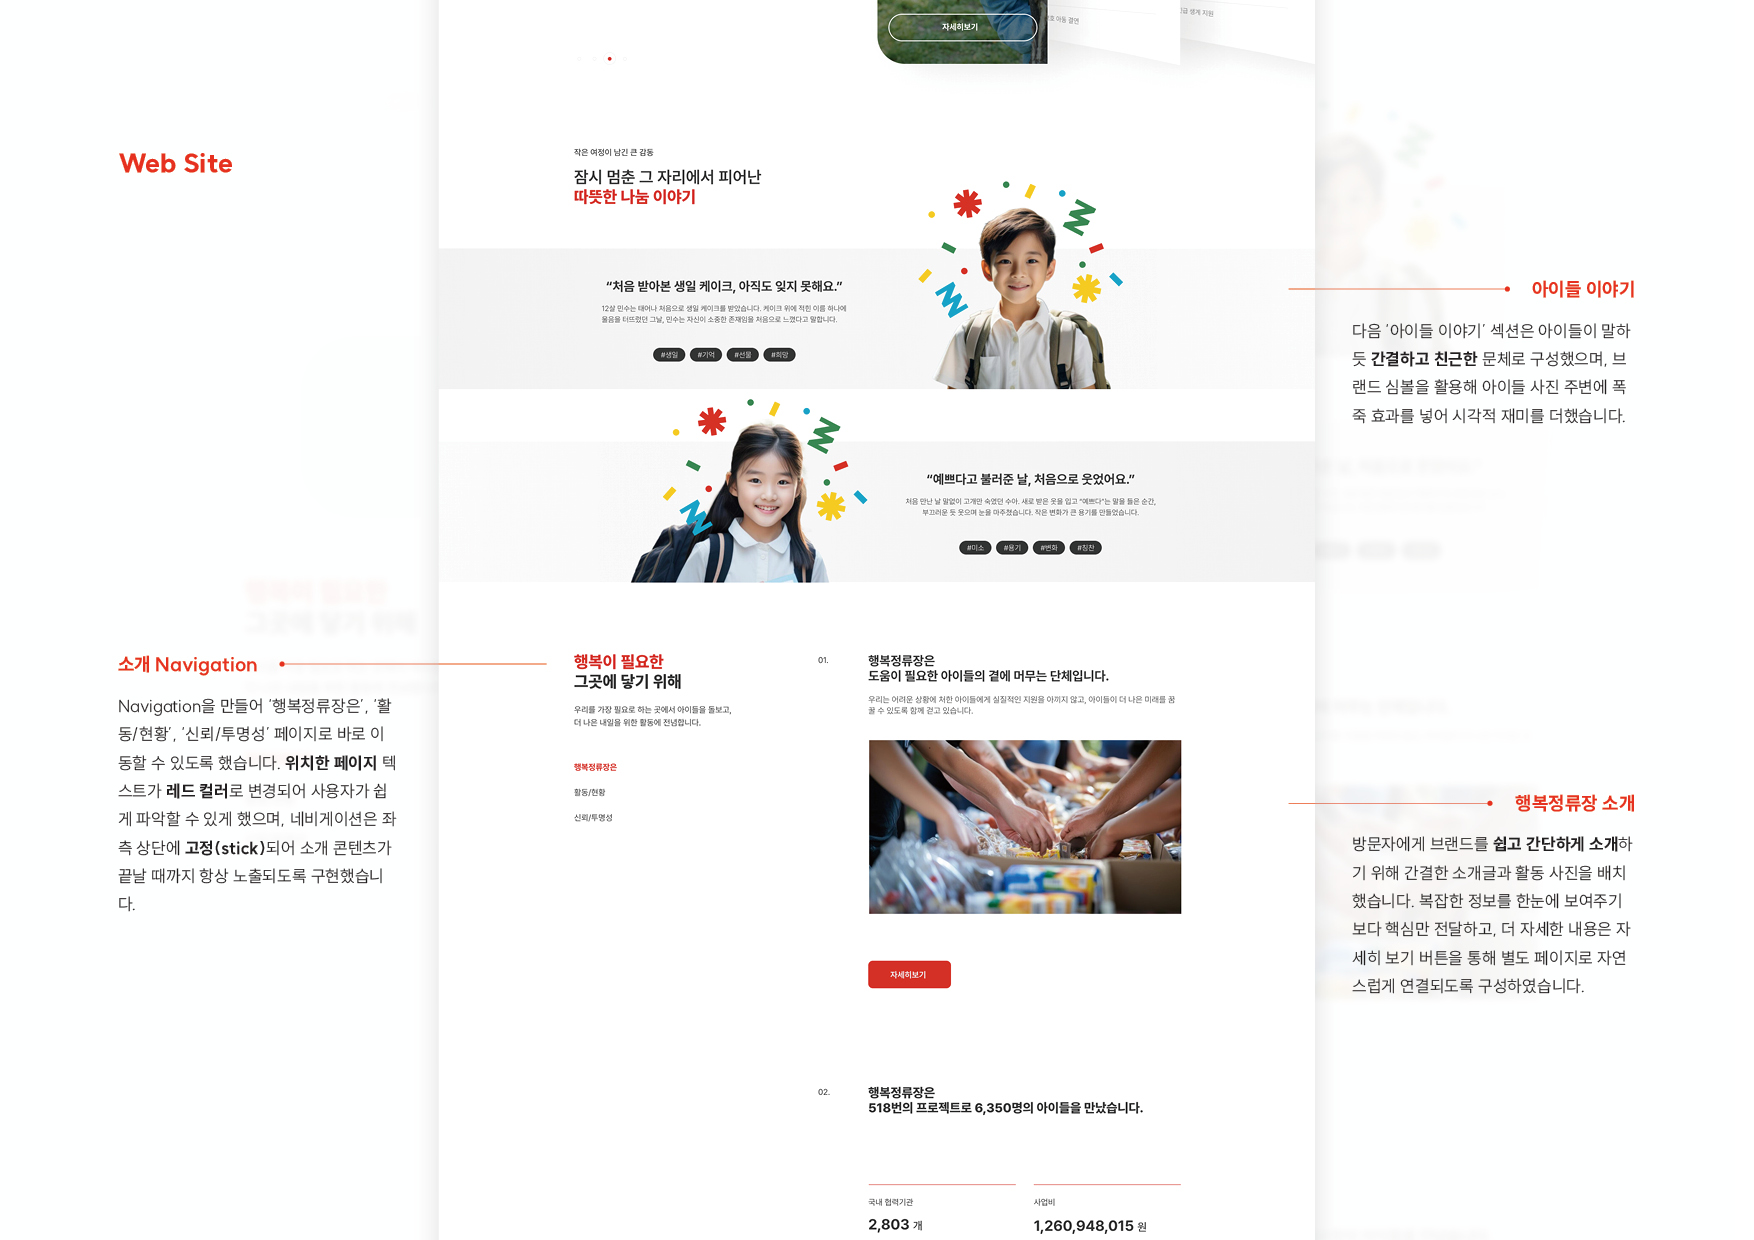 자세히보기
호 아동 결연
급 생계 지원
Web Site
작은 여정이 남긴 큰 감동
잠시 멈춘 그 자리에서 피어난
따뜻한 나눔 이야기
“처음 받아본 생일 케이크, 아직도 잊지 못해요.”
12살 민수는 태어나 처음으로 생일 케이크를 받았습니다. 케이크 위에 적힌 이름 하나에
울음을 터뜨렸던 그날, 민수는 자신이 소중한 존재임을 처음으로 느꼈다고 말합니다.
#생일 #기억 #선물 #희망
아이들 이야기
다음 ‘아이들 이야기’ 섹션은 아이들이 말하
듯 간결하고 친근한 문체로 구성했으며, 브
랜드 심볼을 활용해 아이들 사진 주변에 폭
죽 효과를 넣어 시각적 재미를 더했습니다.
“예쁘다고 불러준 날, 처음으로 웃었어요.”
처음 만난 날 말없이 고개만 숙였던 수아. 새로 받은 옷을 입고 “예쁘다”는 말을 들은 순간,
부끄러운 듯 웃으며 눈을 마주쳤습니다. 작은 변화가 큰 용기를 만들었습니다.
#미소 #용기 #변화 #칭찬
소개 Navigation
Navigation을 만들어 ‘행복정류장은’, ‘활
동/현황’, ‘신뢰/투명성’ 페이지로 바로 이
동할 수 있도록 했습니다. 위치한 페이지 텍
스트가 레드 컬러로 변경되어 사용자가 쉽
게 파악할 수 있게 했으며, 네비게이션은 좌
측 상단에 고정(stick)되어 소개 콘텐츠가
끝날 때까지 항상 노출되도록 구현했습니
다.
행복이 필요한
그곳에 닿기 위해
우리를 가장 필요로 하는 곳에서 아이들을 돌보고,
더 나은 내일을 위한 활동에 전념합니다.
행복정류장은
활동/현황
신뢰/투명성
01.
행복정류장은
도움이 필요한 아이들의 곁에 머무는 단체입니다.
우리는 어려운 상황에 처한 아이들에게 실질적인 지원을 아끼지 않고, 아이들이 더 나은 미래를 꿈
꿀 수 있도록 함께 걷고 있습니다.
자세히보기
행복정류장 소개
방문자에게 브랜드를 쉽고 간단하게 소개하
기 위해 간결한 소개글과 활동 사진을 배치
했습니다. 복잡한 정보를 한눈에 보여주기
보다 핵심만 전달하고, 더 자세한 내용은 자
세히 보기 버튼을 통해 별도 페이지로 자연
스럽게 연결되도록 구성하였습니다.
02.
행복정류장은
518번의 프로젝트로 6,350명의 아이들을 만났습니다.
국내 협력기관
2,803 개
사업비
1,260,948,015 원